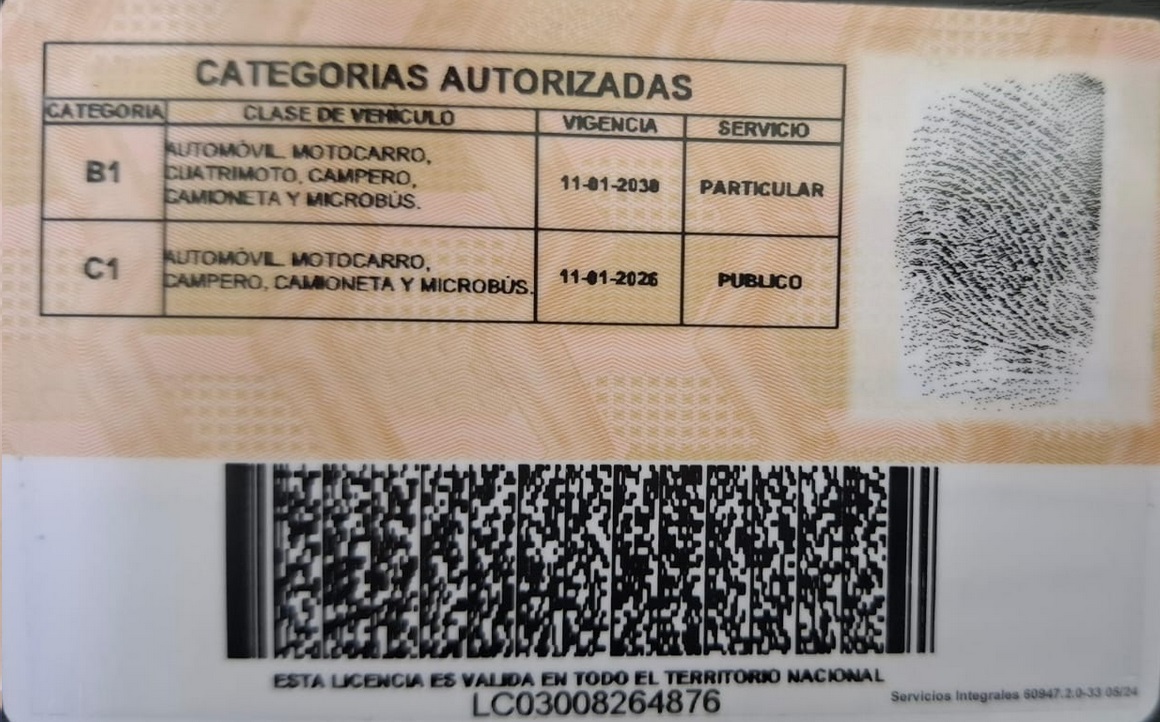 CATEGORIAS AUTORIZADAS
CATEGORIA CLASE DE VEHÍCULO VIGENCIA SERVICIO
B1 AUTOMÓVIL. MOTOCARRO,
CUATRIMOTO, CAMPERO,
CAMIONETA Y MICROBÚS. 11-01-2030 PARTICULAR
C1 AUTOMÓVIL. MOTOCARRO,
CAMPERO, CAMIONETA Y MICROBÚS. 11-01-2026 PUBLICO
ESTA LICENCIA ES VALIDA EN TODO EL TERRITORIO NACIONAL
LC03008264876
Servicios Integrales 60947.2.0-33 05/24